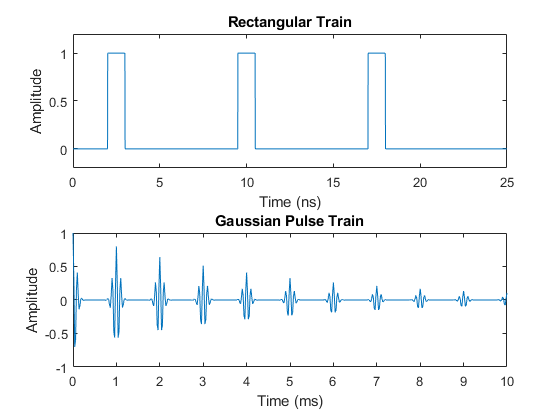 Rectangular Train
1
0.5
0
Amplitude
0 5 10 15 20 25
Time (ns)
Gaussian Pulse Train
1
0.5
0
-0.5
-1
Amplitude
0 1 2 3 4 5 6 7 8 9 10
Time (ms)